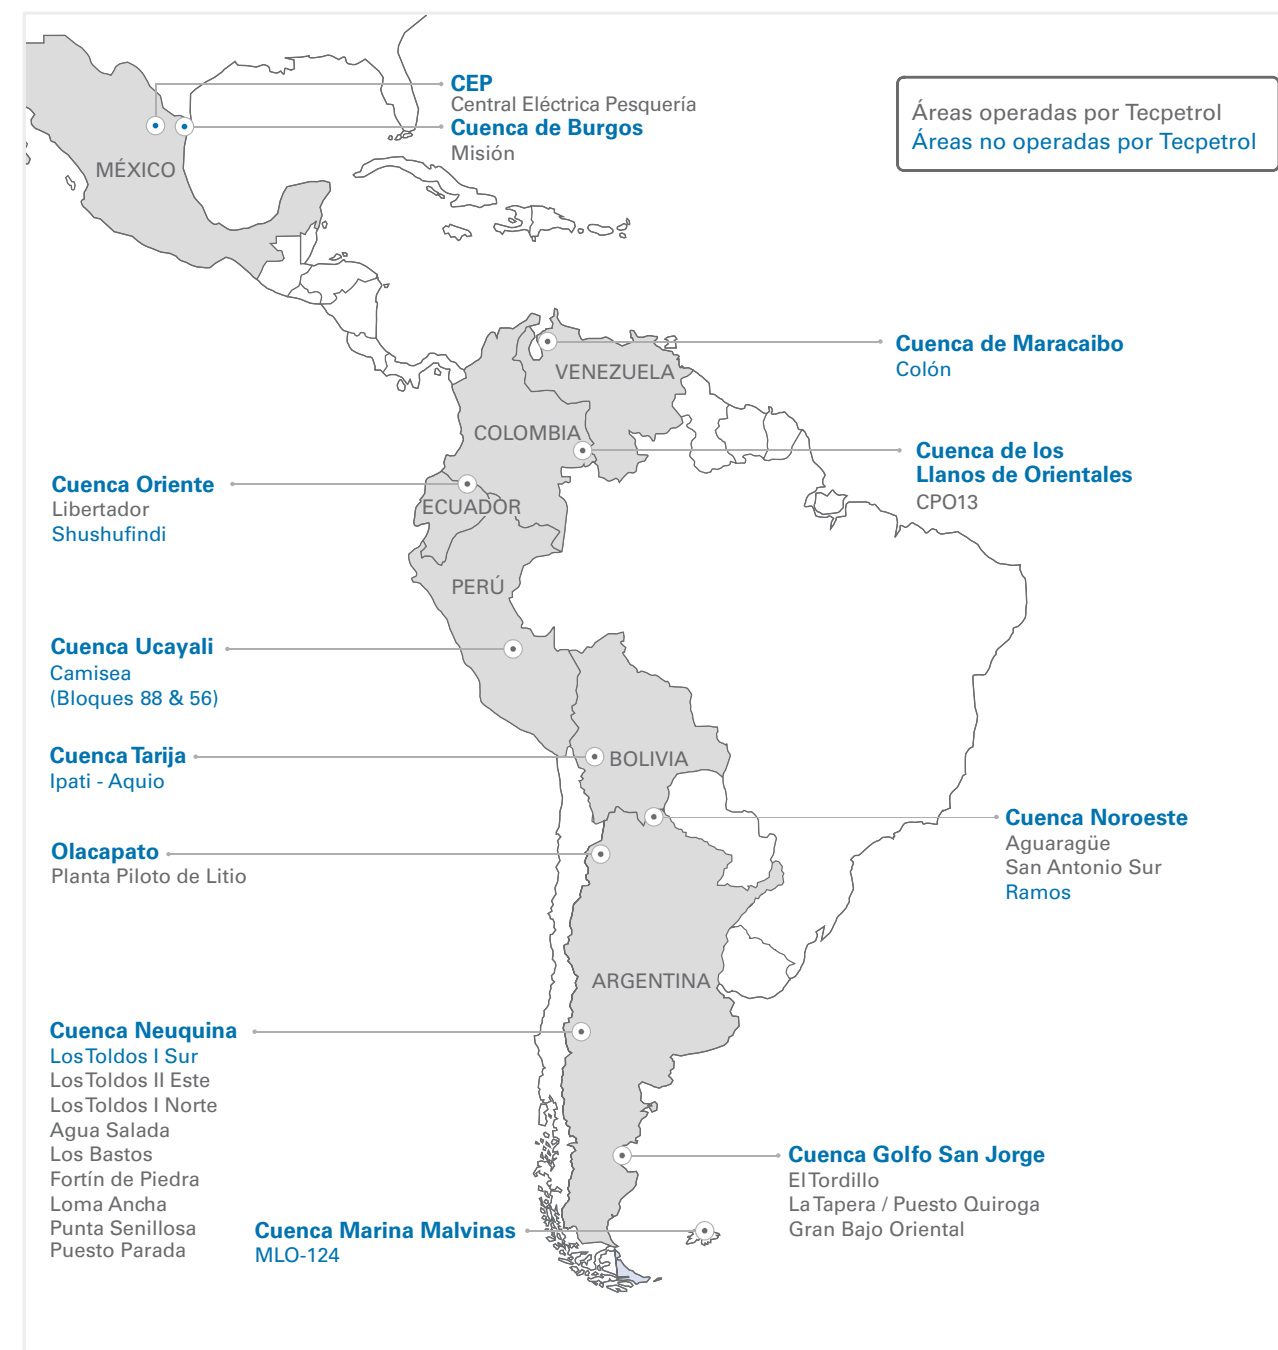 CEP
Central Eléctrica Pesquería
Cuenca de Burgos
Misión
Áreas operadas por Tecpetrol
Áreas no operadas por Tecpetrol
MÉXICO
Cuenca de Maracaibo
Colón
VENEZUELA
COLOMBIA
Cuenca de los
Llanos de Orientales
CPO13
Cuenca Oriente
Libertador
Shushufindi
ECUADOR
PERÚ
Cuenca Ucayali
Camisea
(Bloques 88 & 56)
Cuenca Tarija
Ipati - Aquio
BOLIVIA
Cuenca Noroeste
Aguaragüe
San Antonio Sur
Ramos
Olacapato
Planta Piloto de Litio
ARGENTINA
Cuenca Neuquina
Los Toldos I Sur
Los Toldos II Este
Los Toldos I Norte
Agua Salada
Los Bastos
Fortín de Piedra
Loma Ancha
Punta Senillosa
Puesto Parada
Cuenca Golfo San Jorge
El Tordillo
La Tapera / Puesto Quiroga
Gran Bajo Oriental
Cuenca Marina Malvinas
MLO-124